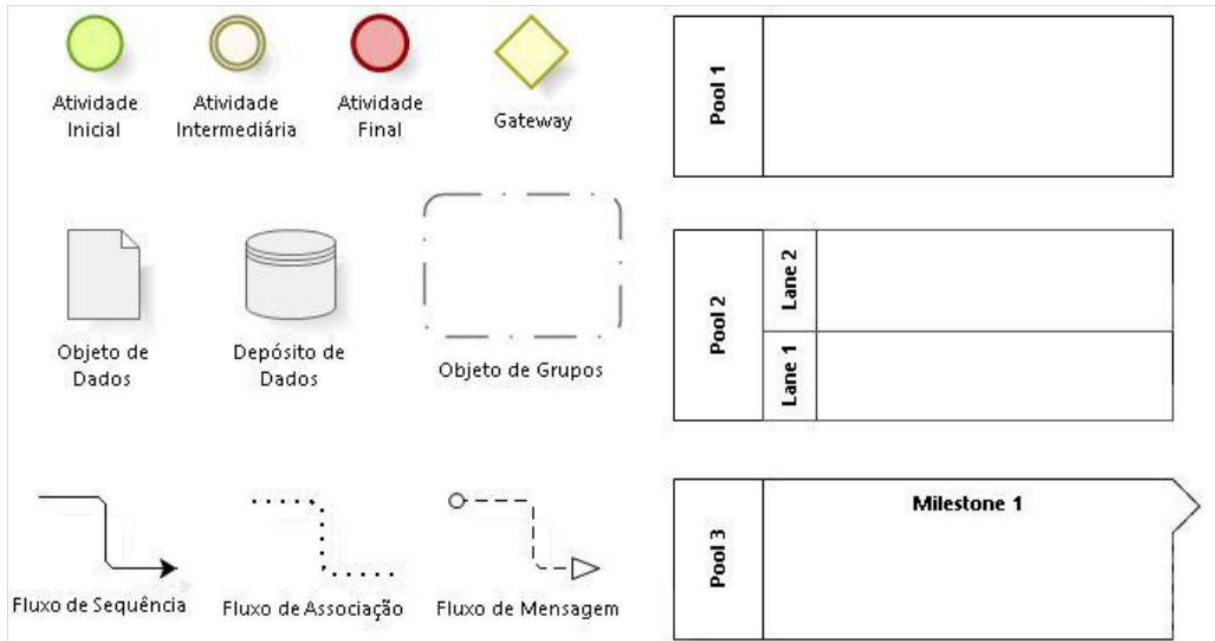 Atividade
Inicial
Atividade
Intermediária
Atividade
Final
Gateway
Objeto de
Dados
Depósito de
Dados
Objeto de Grupos
Fluxo de Sequência
Fluxo de Associação
Fluxo de Mensagem
Pool 1
Pool 2
Lane 2
Lane 1
Pool 3
Milestone 1